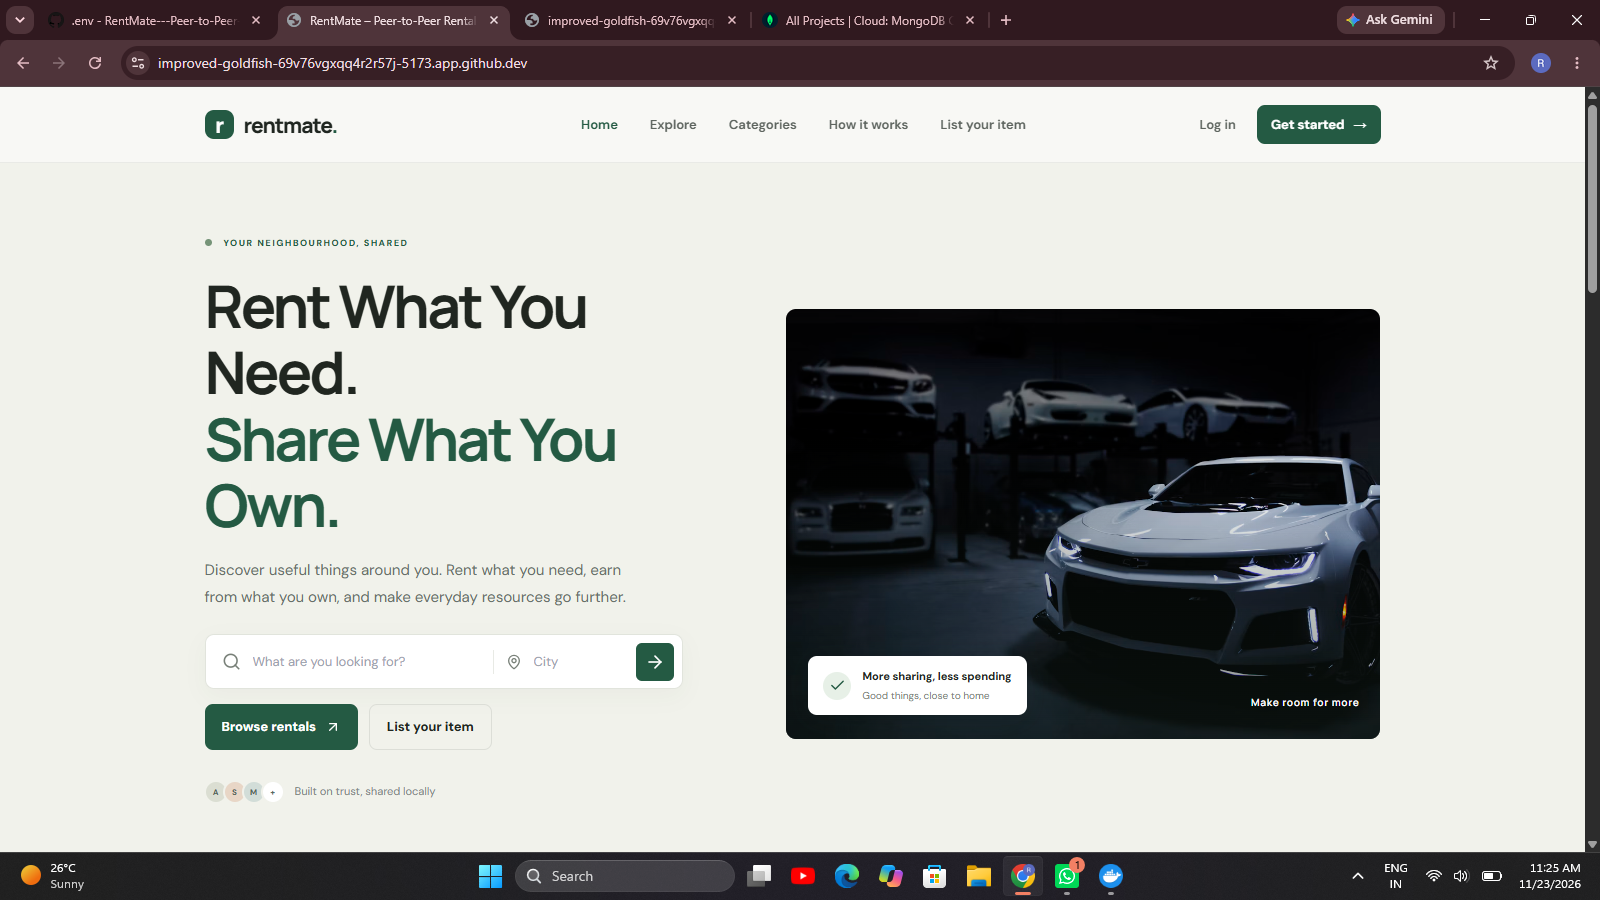 .env - RentMate---Peer-to-Peer
RentMate – Peer-to-Peer Renta
improved-goldfish-69v76vgxqq
All Projects | Cloud: MongoDB
Ask Gemini
improved-goldfish-69v76vgxqq4r2r57j-5173.app.github.dev
R
r rentmate.
Home
Explore
Categories
How it works
List your item
Log in
Get started →
YOUR NEIGHBOURHOOD, SHARED
Rent What You
Need.
Share What You
Own.
Discover useful things around you. Rent what you need, earn
from what you own, and make everyday resources go further.
What are you looking for?
City
Browse rentals
List your item
A S M +
Built on trust, shared locally
More sharing, less spending
Good things, close to home
Make room for more
26°C
Sunny
Search
R
1
ENG
IN
11:25 AM
11/23/2026